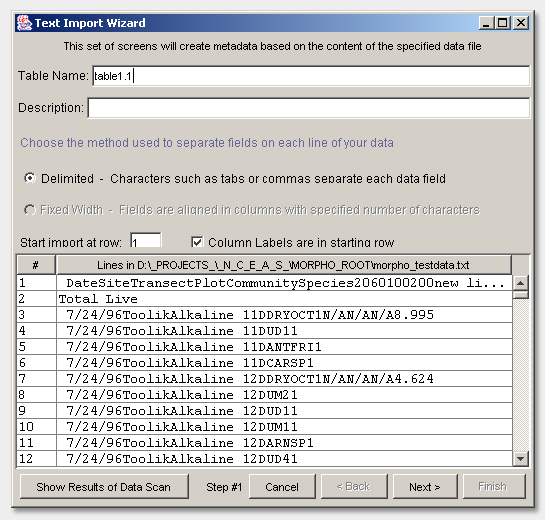 Text Import Wizard
This set of screens will create metadata based on the content of the specified data file
Table Name: table1.1
Description:
Choose the method used to separate fields on each line of your data
Delimited - Characters such as tabs or commas separate each data field
Fixed Width - Fields are aligned in columns with specified number of characters
Start import at row: 1 Column Labels are in starting row
# Lines in D:\_PROJECTS_\_N_C_E_A_S_\MORPHO_ROOT\morpho_testdata.txt
1 DateSiteTransectPlotCommunitySpecies2060100200new li...
2 Total Live
3 7/24/96ToolikAlkaline 11DDRYOCT1N/AN/AN/A8.995
4 7/24/96ToolikAlkaline 11DUD11
5 7/24/96ToolikAlkaline 11DANTFRI1
6 7/24/96ToolikAlkaline 11DCARSP1
7 7/24/96ToolikAlkaline 12DDRYOCT1N/AN/AN/A4.624
8 7/24/96ToolikAlkaline 12DUM21
9 7/24/96ToolikAlkaline 12DUD11
10 7/24/96ToolikAlkaline 12DUM11
11 7/24/96ToolikAlkaline 12DARNSP1
12 7/24/96ToolikAlkaline 12DUD41
Show Results of Data Scan Step #1 Cancel < Back Next > Finish